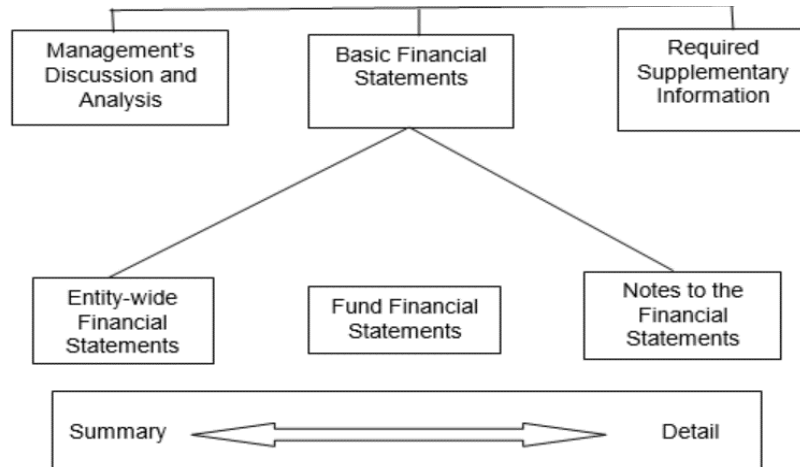 Management's
Discussion and
Analysis
Basic Financial
Statements
Required
Supplementary
Information
Entity-wide
Financial
Statements
Fund Financial
Statements
Notes to the
Financial
Statements
Summary
Detail